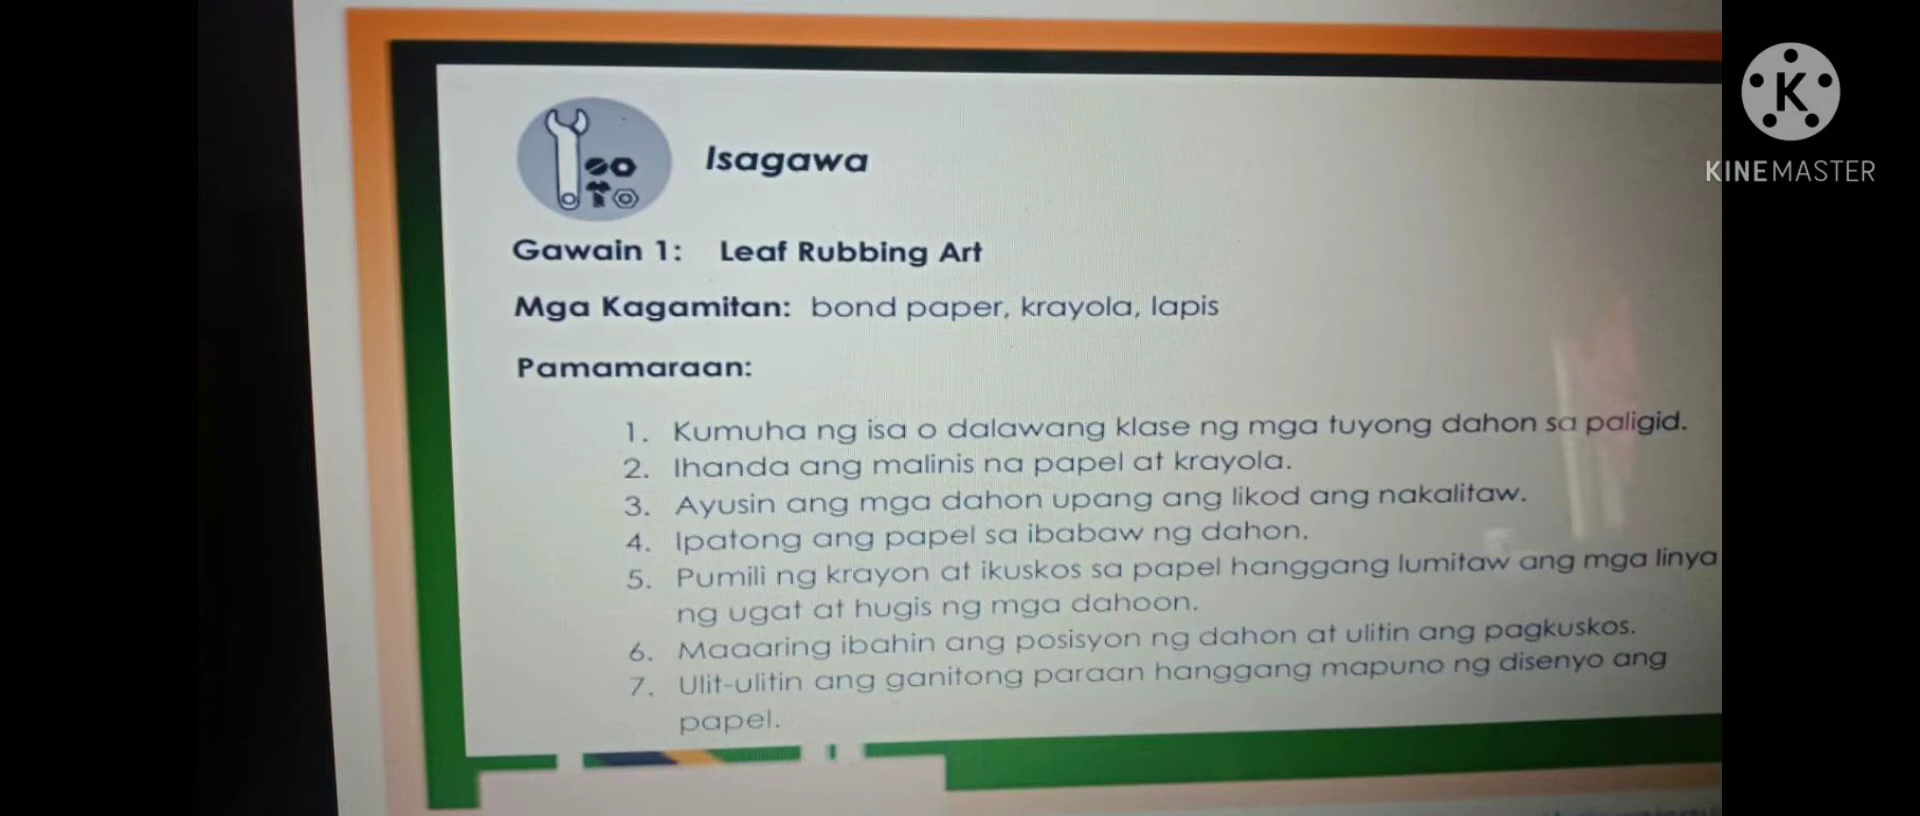 Isagawa
Gawain 1: Leaf Rubbing Art
Mga Kagamitan: bond paper, krayola, lapis
Pamamaraan:
1. Kumuha ng isa o dalawang klase ng mga tuyong dahon sa paligid.
2. Ihanda ang malinis na papel at krayola.
3. Ayusin ang mga dahon upang ang likod ang nakalitaw.
4. Ipatong ang papel sa ibabaw ng dahon.
5. Pumili ng krayon at ikuskos sa papel hanggang lumitaw ang mga linya
ng ugat at hugis ng mga dahoon.
6. Maaaring ibahin ang posisyon ng dahon at ulitin ang pagkuskos.
7. Ulit-ulitin ang ganitong paraan hanggang mapuno ng disenyo ang
papel.
K
KINEMASTER